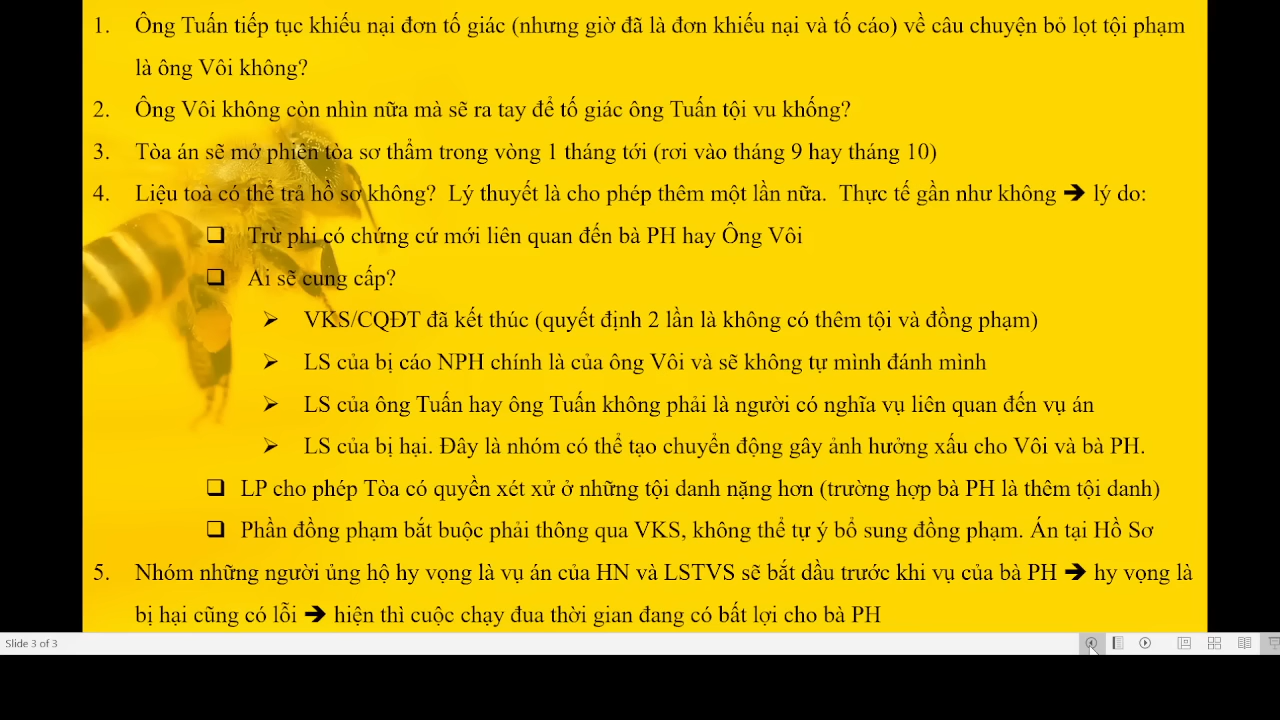 1. Ông Tuấn tiếp tục khiếu nại đơn tố giác (nhưng giờ đã là đơn khiếu nại và tố cáo) về câu chuyện bỏ lọt tội phạm
là ông Vôi không?
2. Ông Vôi không còn nhìn nữa mà sẽ ra tay để tố giác ông Tuấn tội vu khống?
3. Tòa án sẽ mở phiên tòa sơ thẩm trong vòng 1 tháng tới (rơi vào tháng 9 hay tháng 10)
4. Liệu toà có thể trả hồ sơ không? Lý thuyết là cho phép thêm một lần nữa. Thực tế gần như không ➔ lý do:
❑ Trừ phi có chứng cứ mới liên quan đến bà PH hay Ông Vôi
❑ Ai sẽ cung cấp?
➢ VKS/CQĐT đã kết thúc (quyết định 2 lần là không có thêm tội và đồng phạm)
➢ LS của bị cáo NPH chính là của ông Vôi và sẽ không tự mình đánh mình
➢ LS của ông Tuấn hay ông Tuấn không phải là người có nghĩa vụ liên quan đến vụ án
➢ LS của bị hại. Đây là nhóm có thể tạo chuyển động gây ảnh hưởng xấu cho Vôi và bà PH.
❑ LP cho phép Tòa có quyền xét xử ở những tội danh nặng hơn (trường hợp bà PH là thêm tội danh)
❑ Phần đồng phạm bắt buộc phải thông qua VKS, không thể tự ý bổ sung đồng phạm. Án tại Hồ Sơ
5. Nhóm những người ủng hộ hy vọng là vụ án của HN và LSTVS sẽ bắt dầu trước khi vụ của bà PH ➔ hy vọng là
bị hại cũng có lỗi ➔ hiện thì cuộc chạy đua thời gian đang có bất lợi cho bà PH
Slide 3 of 3